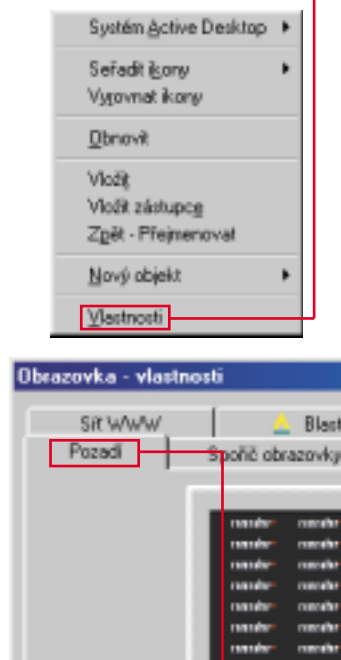 Systém Active Desktop
Seřadit ikony
Vyrovnat ikony
Obnovit
Vložit
Vložit zástupce
Zpět - Přejmenovat
Nový objekt
Vlastnosti
Obrazovka - vlastnosti
Síť WWW
Blast
Pozadí
Spořič obrazovky